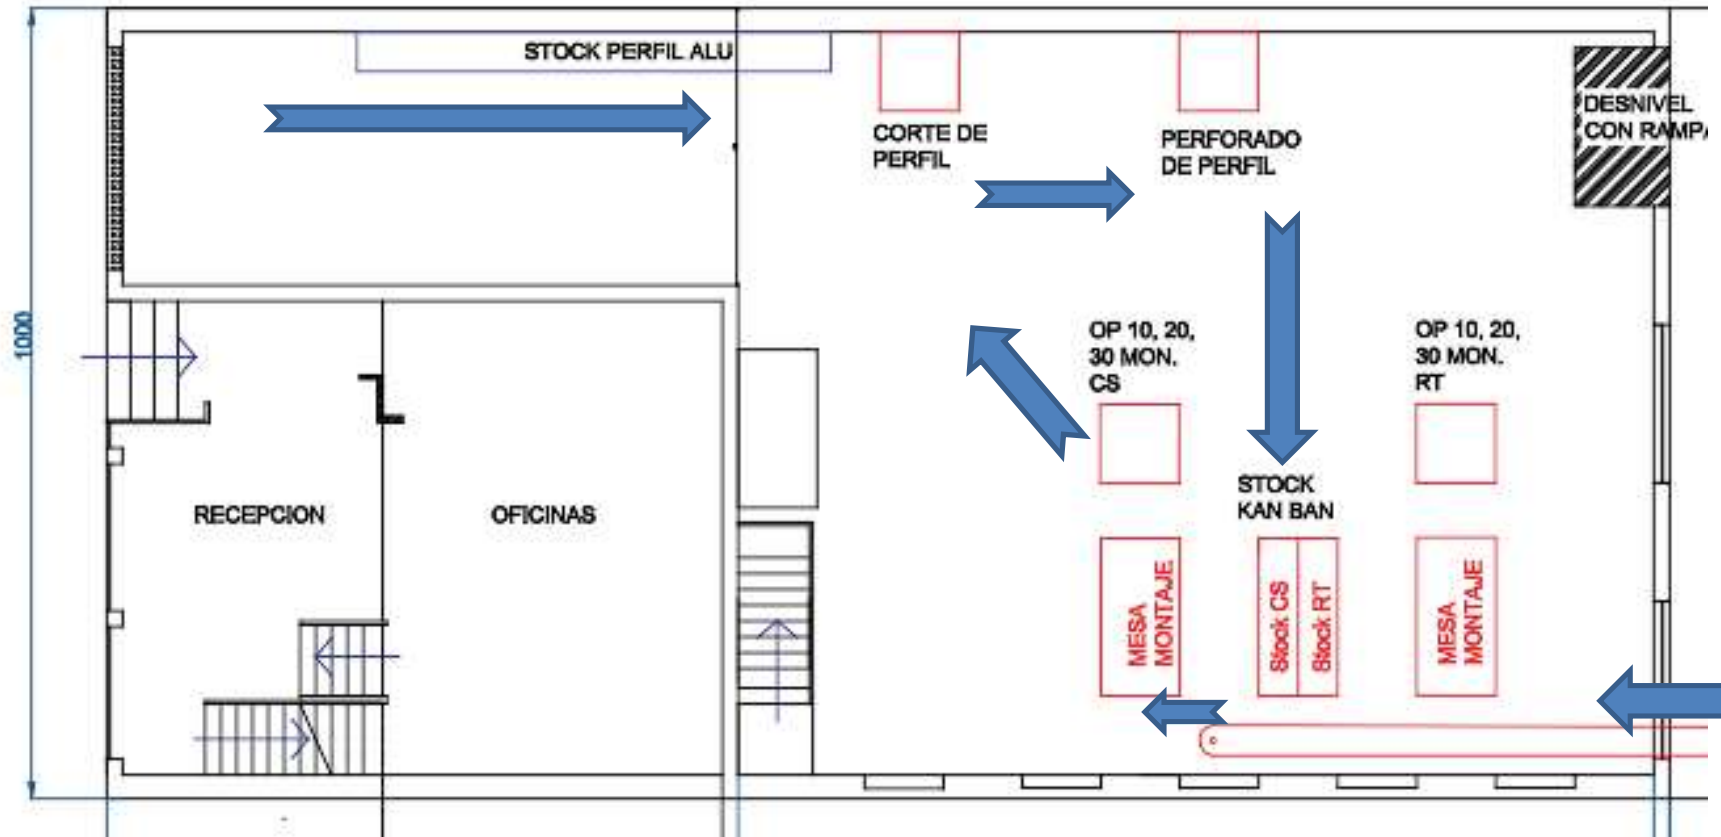 STOCK PERFIL ALU
CORTE DE
PERFIL
PERFORADO
DE PERFIL
DESNIVEL
CON RAMPA
1000
OP 10, 20,
30 MON.
CS
OP 10, 20,
30 MON.
RT
STOCK
KAN BAN
RECEPCION
OFICINAS
MESA
MONTAJE
Stock CS
Stock RT
MESA
MONTAJE